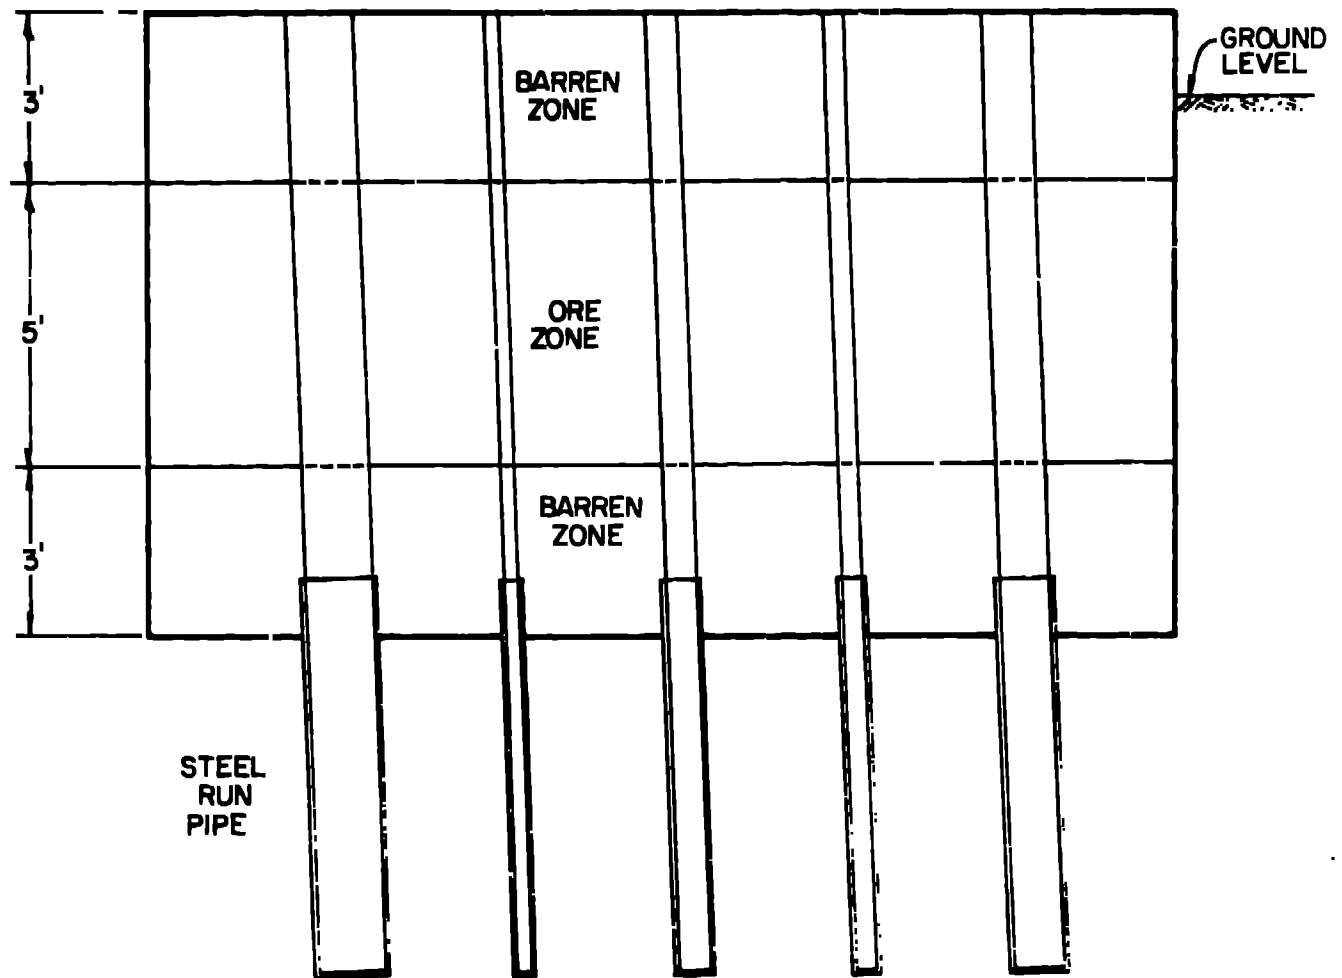 GROUND
LEVEL
3'
BARREN
ZONE
5'
ORE
ZONE
3'
BARREN
ZONE
STEEL
RUN
PIPE